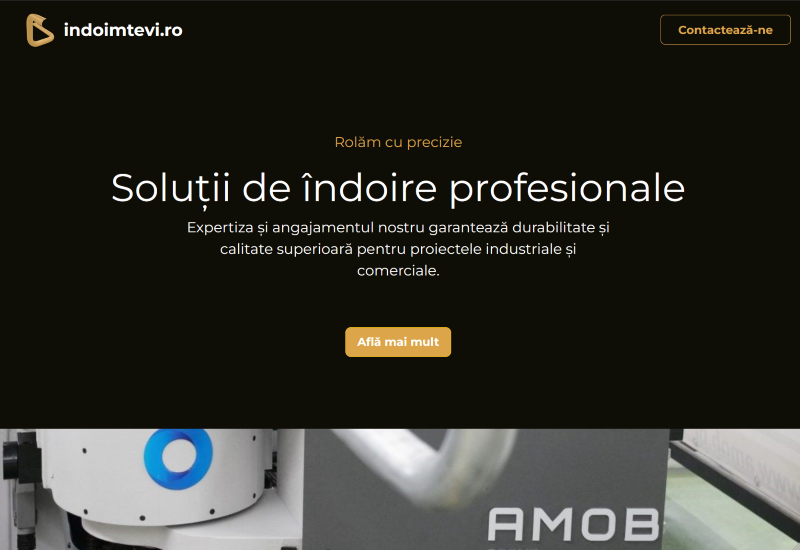 indoimtevi.ro
Contactează-ne
Rolăm cu precizie
Soluții de îndoire profesionale
Expertiza și angajamentul nostru garantează durabilitate și
calitate superioară pentru proiectele industriale și
comerciale.
Află mai mult
AMOB